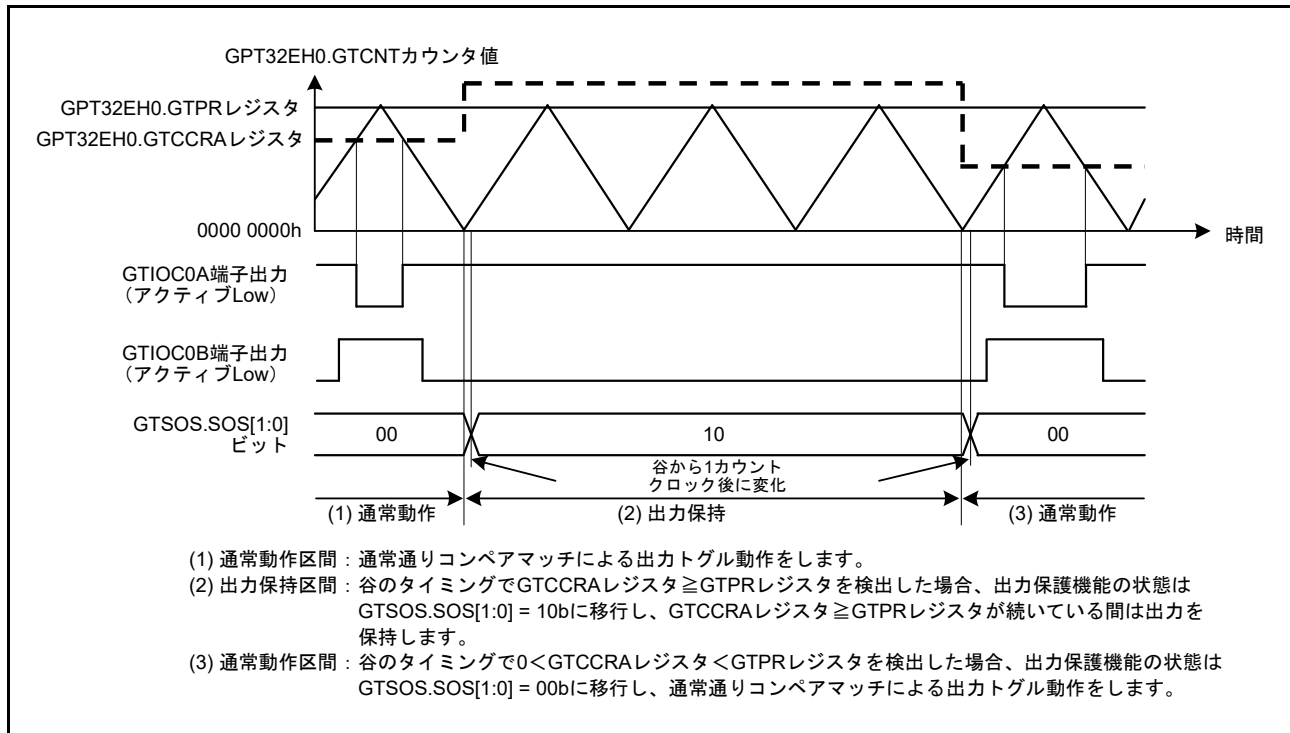 GPT32EH0.GTCNTカウンタ値
GPT32EH0.GTPRレジスタ
GPT32EH0.GTCCRAレジスタ
0000 0000h
時間
GTIOC0A端子出力
（アクティブLow）
GTIOC0B端子出力
（アクティブLow）
GTSOS.SOS[1:0]
ビット
00
10
00
谷から1カウント
クロック後に変化
(1) 通常動作
(2) 出力保持
(3) 通常動作
(1) 通常動作区間：通常通りコンペアマッチによる出力トグル動作をします。
(2) 出力保持区間：谷のタイミングでGTCCRAレジスタ≧GTPRレジスタを検出した場合、出力保護機能の状態は
GTSOS.SOS[1:0] = 10bに移行し、GTCCRAレジスタ≧GTPRレジスタが続いている間は出力を
保持します。
(3) 通常動作区間：谷のタイミングで0＜GTCCRAレジスタ＜GTPRレジスタを検出した場合、出力保護機能の状態は
GTSOS.SOS[1:0] = 00bに移行し、通常通りコンペアマッチによる出力トグル動作をします。